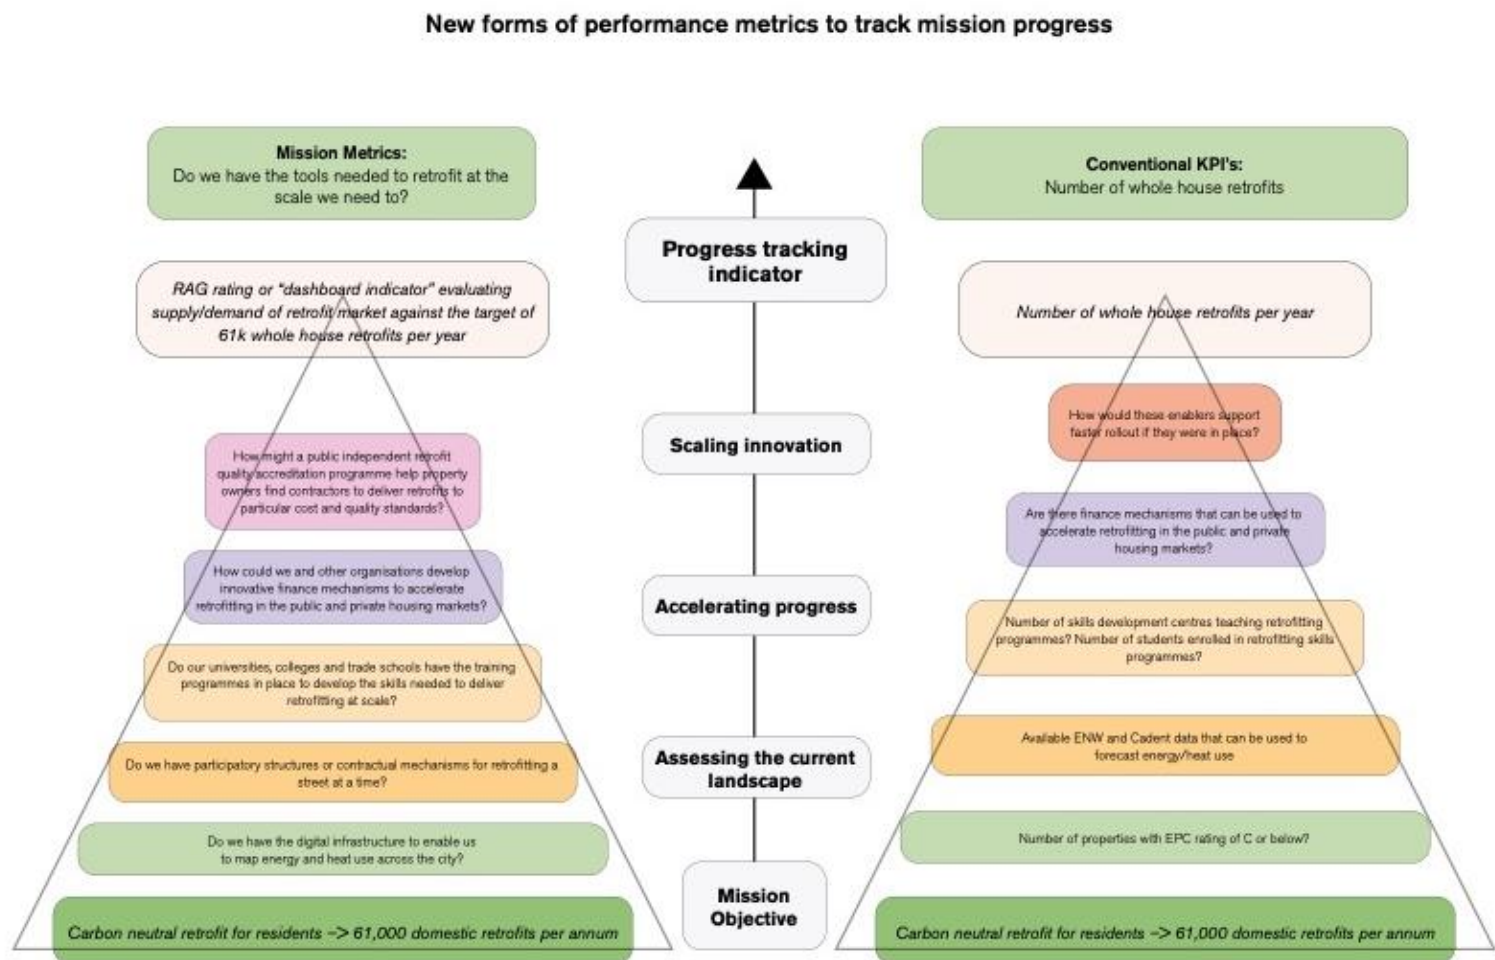 New forms of performance metrics to track mission progress
Mission Metrics:
Do we have the tools needed to retrofit at the
scale we need to?
RAG rating or "dashboard indicator" evaluating
supply/demand of retrofit market against the target of
61k whole house retrofits per year
How might a public independent retrofit
quality accreditation programme help property
owners find contractors to deliver retrofits to
particular cost and quality standards?
How could we and other organisations develop
innovative finance mechanisms to accelerate
retrofitting in the public and private housing markets?
Do our universities, colleges and trade schools have the training
programmes in place to develop the skills needed to deliver
retrofitting at scale?
Do we have participatory structures or contractual mechanisms for retrofitting a
street at a time?
Do we have the digital infrastructure to enable us
to map energy and heat use across the city?
Carbon neutral retrofit for residents –> 61,000 domestic retrofits per annum
Progress tracking
indicator
Scaling innovation
Accelerating progress
Assessing the current
landscape
Mission
Objective
Conventional KPI's:
Number of whole house retrofits
Number of whole house retrofits per year
How would these enablers support
faster rollout if they were in place?
Are there finance mechanisms that can be used to
accelerate retrofitting in the public and private
housing markets?
Number of skills development centres teaching retrofitting
programmes? Number of students enrolled in retrofitting skills
programmes?
Available ENW and Cadent data that can be used to
forecast energy/heat use
Number of properties with EPC rating of C or below?
Carbon neutral retrofit for residents –> 61,000 domestic retrofits per annum